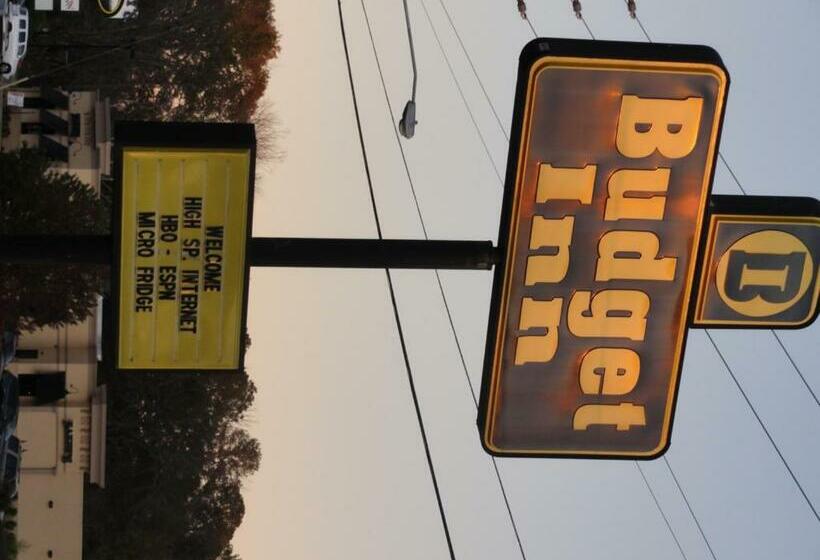 B
Budget
Inn
WELCOME
HIGH SP INTERNET
HBO - ESPN
MICRO FRIDGE